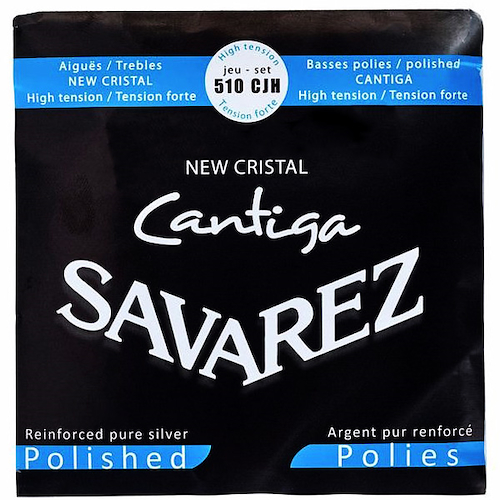 Aiguës / Trebles
NEW CRISTAL
High tension / Tension forte
High tension
jeu - set
510 CJH
Tension forte
Basses polies / polished
CANTIGA
High tension / Tension forte
NEW CRISTAL
Cantiga
SAVAREZ
Reinforced pure silver
Polished
Argent pur renforcé
Polies